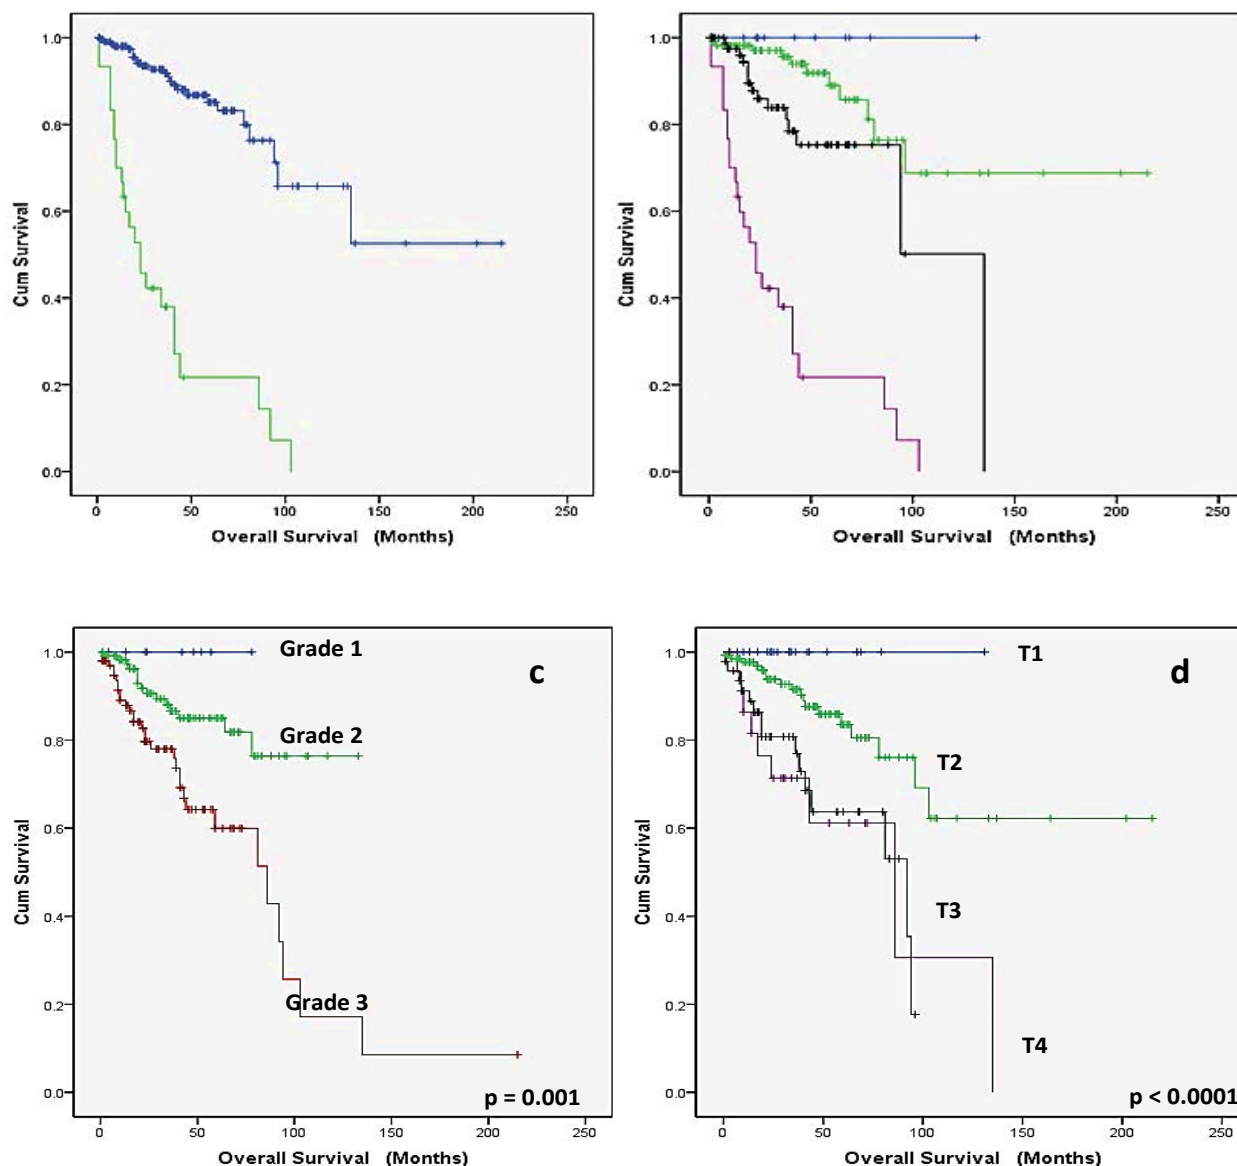 1.0
0.8
0.6
0.4
0.2
0.0
Cum Survival
0 50 100 150 200 250
Overall Survival (Months)
1.0
0.8
0.6
0.4
0.2
0.0
Cum Survival
0 50 100 150 200 250
Overall Survival (Months)
1.0
0.8
0.6
0.4
0.2
0.0
Cum Survival
Grade 1
c
Grade 2
Grade 3
p = 0.001
0 50 100 150 200 250
Overall Survival (Months)
1.0
0.8
0.6
0.4
0.2
0.0
Cum Survival
T1
d
T2
T3
T4
p < 0.0001
0 50 100 150 200 250
Overall Survival (Months)